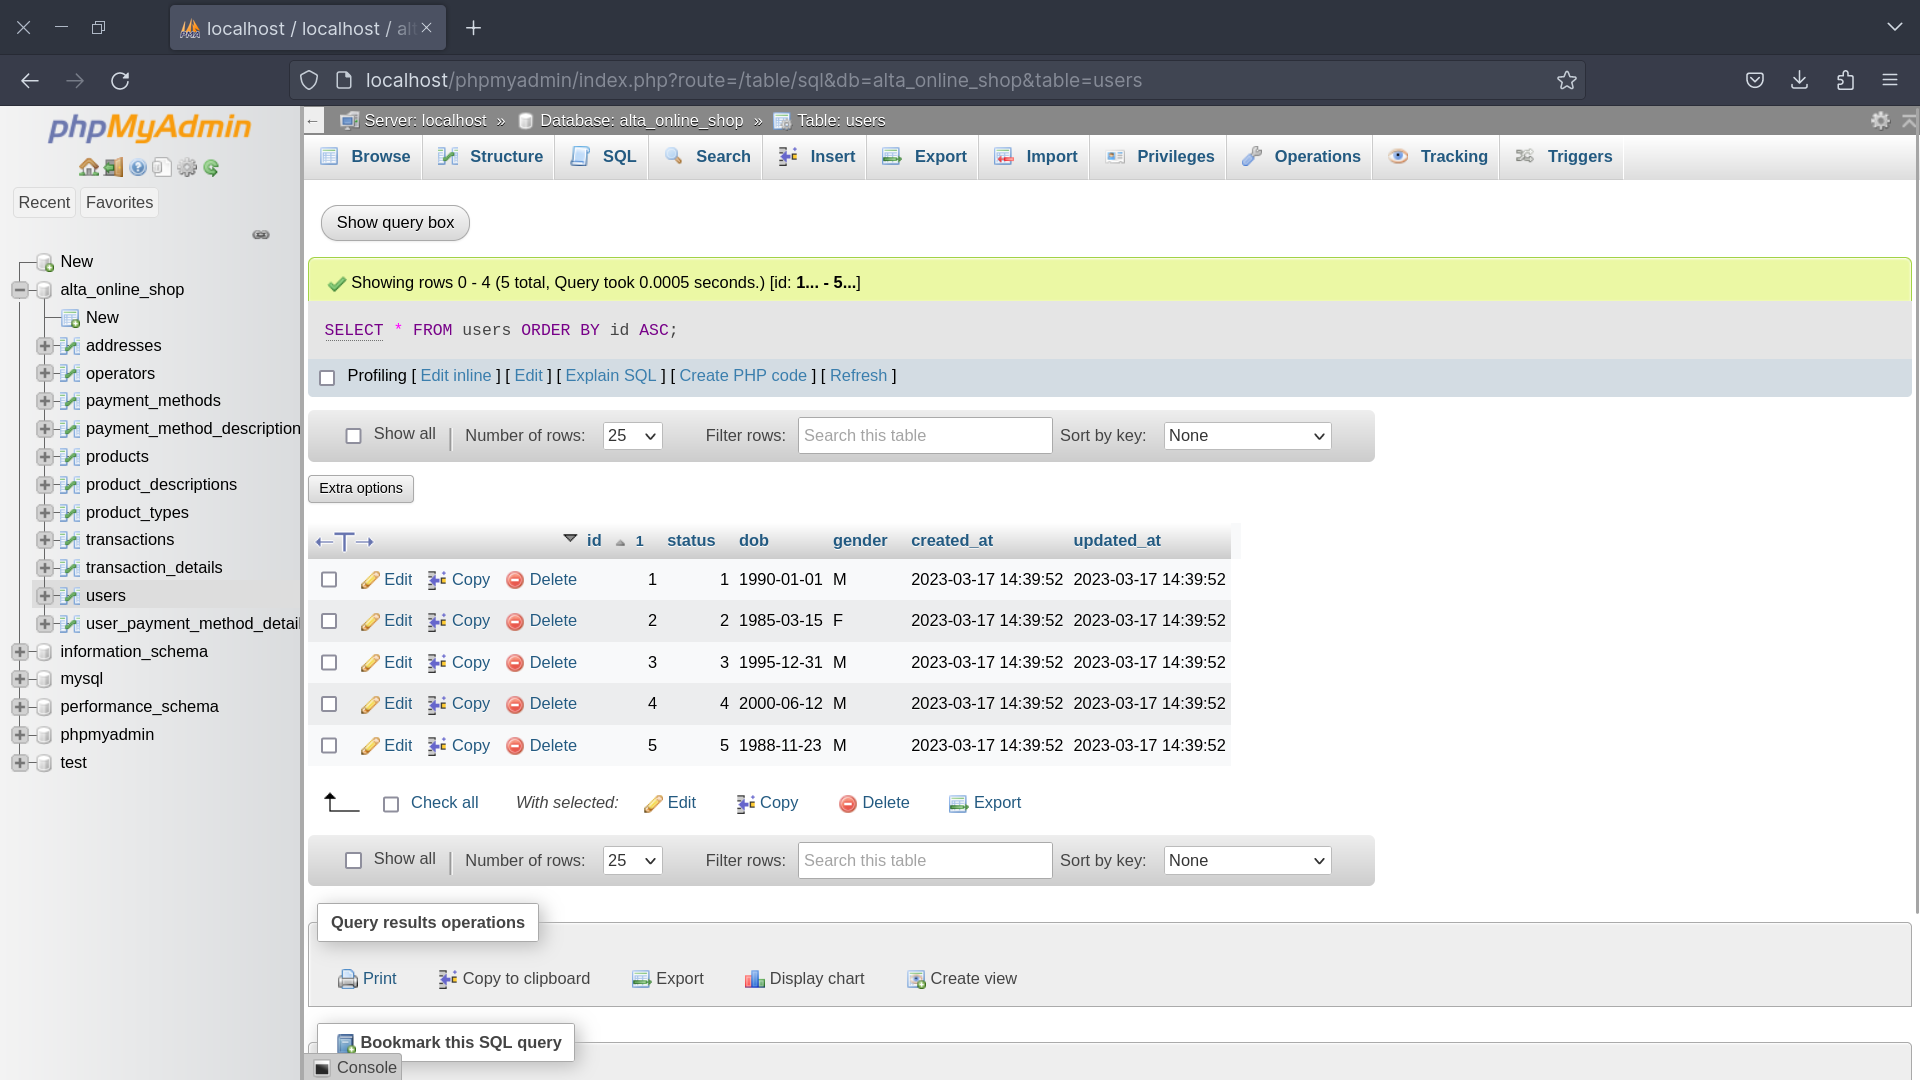 localhost / localhost / alt
localhost/phpmyadmin/index.php?route=/table/sql&db=alta_online_shop&table=users
phpMyAdmin
Recent
Favorites
New
alta_online_shop
New
addresses
operators
payment_methods
payment_method_description
products
product_descriptions
product_types
transactions
transaction_details
users
user_payment_method_detail
information_schema
mysql
performance_schema
phpmyadmin
test
← Server: localhost » Database: alta_online_shop » Table: users
Browse Structure SQL Search Insert Export Import Privileges Operations Tracking Triggers
Show query box
Showing rows 0 - 4 (5 total, Query took 0.0005 seconds.) [id: 1... - 5...]
SELECT * FROM users ORDER BY id ASC;
Profiling [ Edit inline ] [ Edit ] [ Explain SQL ] [ Create PHP code ] [ Refresh ]
Show all | Number of rows: 25 Filter rows: Search this table Sort by key: None
Extra options
←T→ id 1 status dob gender created_at updated_at
Edit Copy Delete 1 1 1990-01-01 M 2023-03-17 14:39:52 2023-03-17 14:39:52
Edit Copy Delete 2 2 1985-03-15 F 2023-03-17 14:39:52 2023-03-17 14:39:52
Edit Copy Delete 3 3 1995-12-31 M 2023-03-17 14:39:52 2023-03-17 14:39:52
Edit Copy Delete 4 4 2000-06-12 M 2023-03-17 14:39:52 2023-03-17 14:39:52
Edit Copy Delete 5 5 1988-11-23 M 2023-03-17 14:39:52 2023-03-17 14:39:52
Check all With selected: Edit Copy Delete Export
Show all | Number of rows: 25 Filter rows: Search this table Sort by key: None
Query results operations
Print Copy to clipboard Export Display chart Create view
Bookmark this SQL query
Console